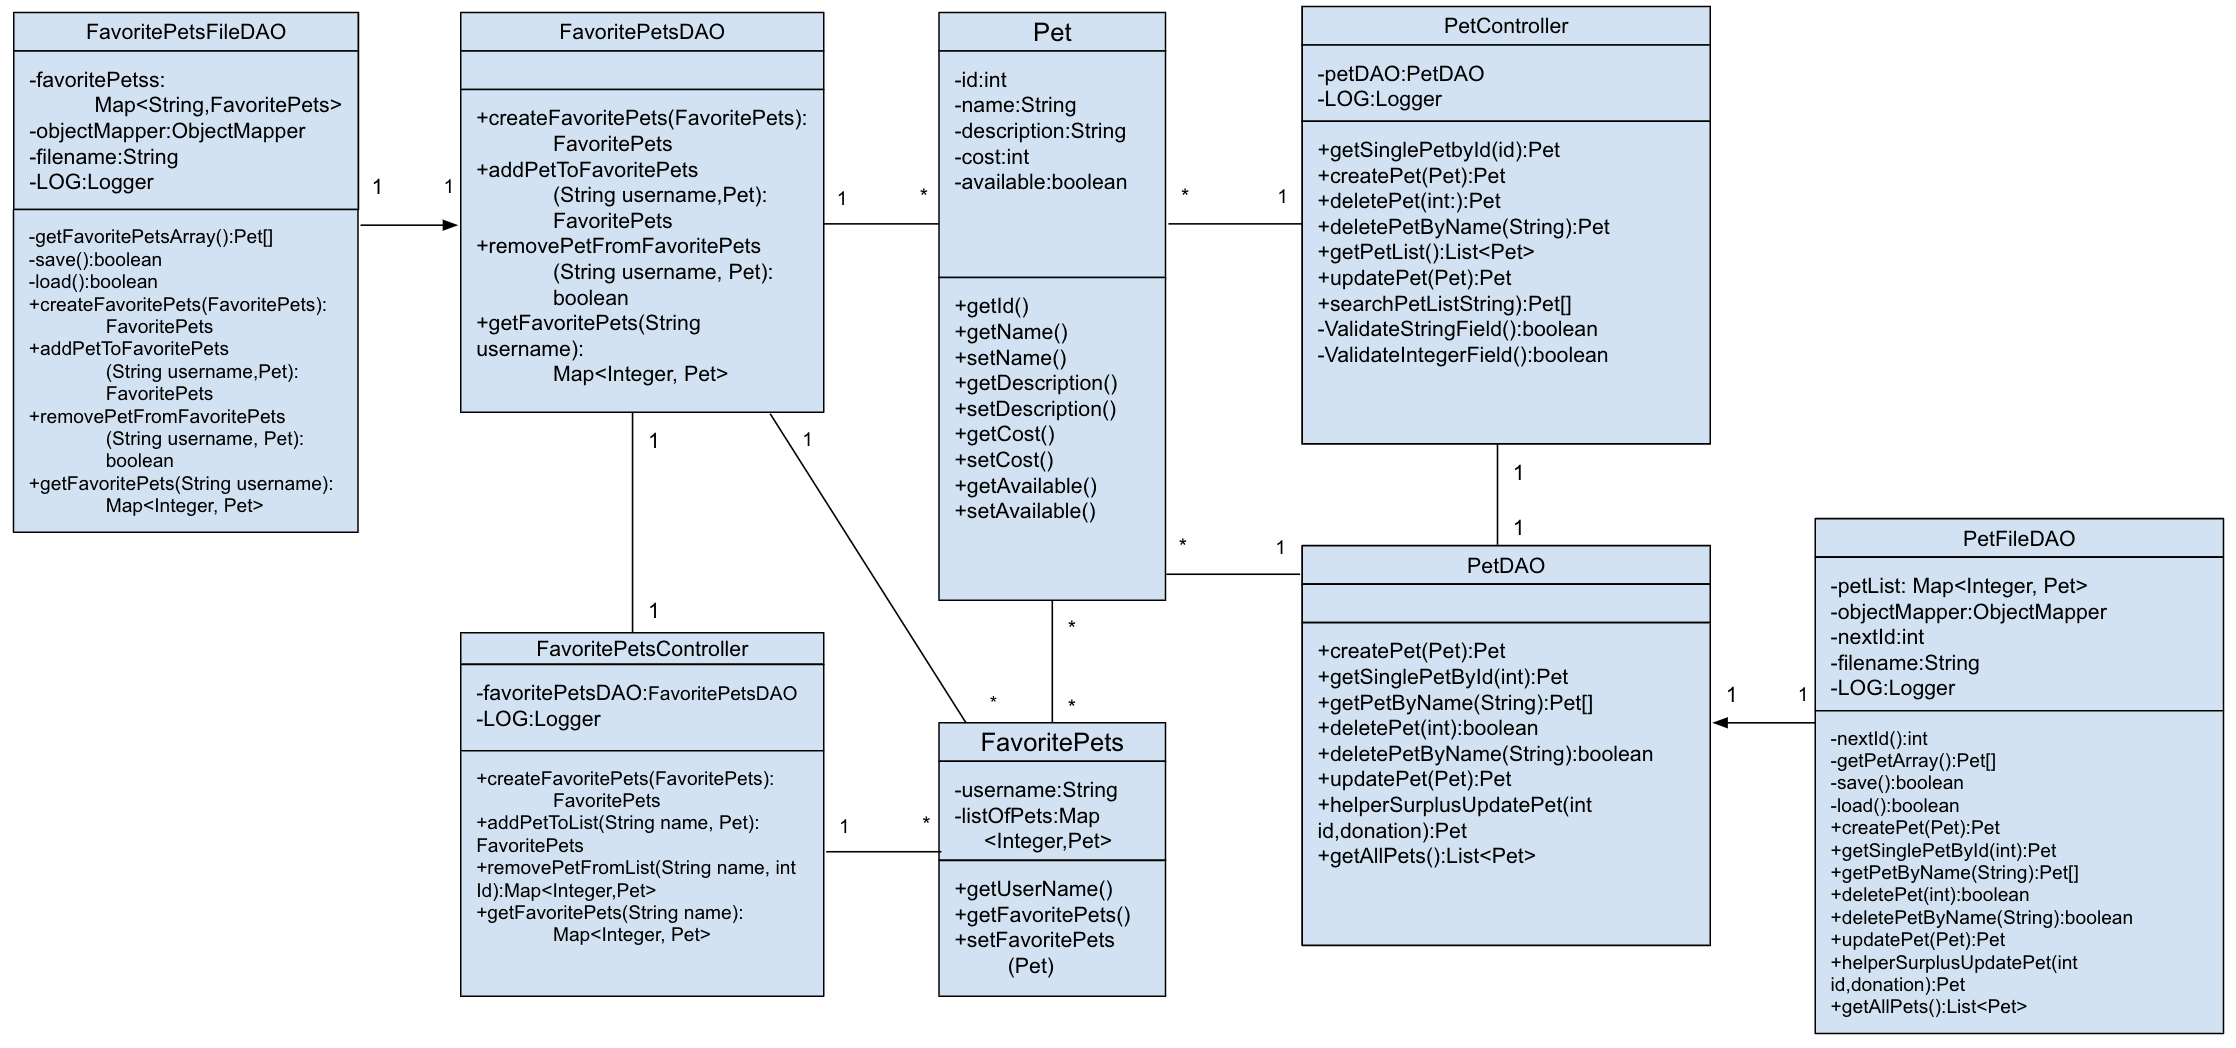 FavoritePetsFileDAO
-favoritePetss:
Map<String,FavoritePets>
-objectMapper:ObjectMapper
-filename:String
-LOG:Logger
-getFavoritePetsArray():Pet[]
-save():boolean
-load():boolean
+createFavoritePets(FavoritePets):
FavoritePets
+addPetToFavoritePets
(String username,Pet):
FavoritePets
+removePetFromFavoritePets
(String username, Pet):
boolean
+getFavoritePets(String username):
Map<Integer, Pet>
1
1
FavoritePetsDAO
+createFavoritePets(FavoritePets):
FavoritePets
+addPetToFavoritePets
(String username,Pet):
FavoritePets
+removePetFromFavoritePets
(String username, Pet):
boolean
+getFavoritePets(String
username):
Map<Integer, Pet>
1
*
1
1
1
*
FavoritePetsController
-favoritePetsDAO:FavoritePetsDAO
-LOG:Logger
+createFavoritePets(FavoritePets):
FavoritePets
+addPetToList(String name, Pet):
FavoritePets
+removePetFromList(String name, int
Id):Map<Integer,Pet>
+getFavoritePets(String name):
Map<Integer, Pet>
1
*
Pet
-id:int
-name:String
-description:String
-cost:int
-available:boolean
+getId()
+getName()
+setName()
+getDescription()
+setDescription()
+getCost()
+setCost()
+getAvailable()
+setAvailable()
*
*
FavoritePets
-username:String
-listOfPets:Map
<Integer,Pet>
+getUserName()
+getFavoritePets()
+setFavoritePets
(Pet)
*
1
*
1
PetController
-petDAO:PetDAO
-LOG:Logger
+getSinglePetbyId(id):Pet
+createPet(Pet):Pet
+deletePet(int:):Pet
+deletePetByName(String):Pet
+getPetList():List<Pet>
+updatePet(Pet):Pet
+searchPetListString):Pet[]
-ValidateStringField():boolean
-ValidateIntegerField():boolean
1
1
PetDAO
+createPet(Pet):Pet
+getSinglePetById(int):Pet
+getPetByName(String):Pet[]
+deletePet(int):boolean
+deletePetByName(String):boolean
+updatePet(Pet):Pet
+helperSurplusUpdatePet(int
id,donation):Pet
+getAllPets():List<Pet>
1
1
PetFileDAO
-petList: Map<Integer, Pet>
-objectMapper:ObjectMapper
-nextId:int
-filename:String
-LOG:Logger
-nextId():int
-getPetArray():Pet[]
-save():boolean
-load():boolean
+createPet(Pet):Pet
+getSinglePetById(int):Pet
+getPetByName(String):Pet[]
+deletePet(int):boolean
+deletePetByName(String):boolean
+updatePet(Pet):Pet
+helperSurplusUpdatePet(int
id,donation):Pet
+getAllPets():List<Pet>